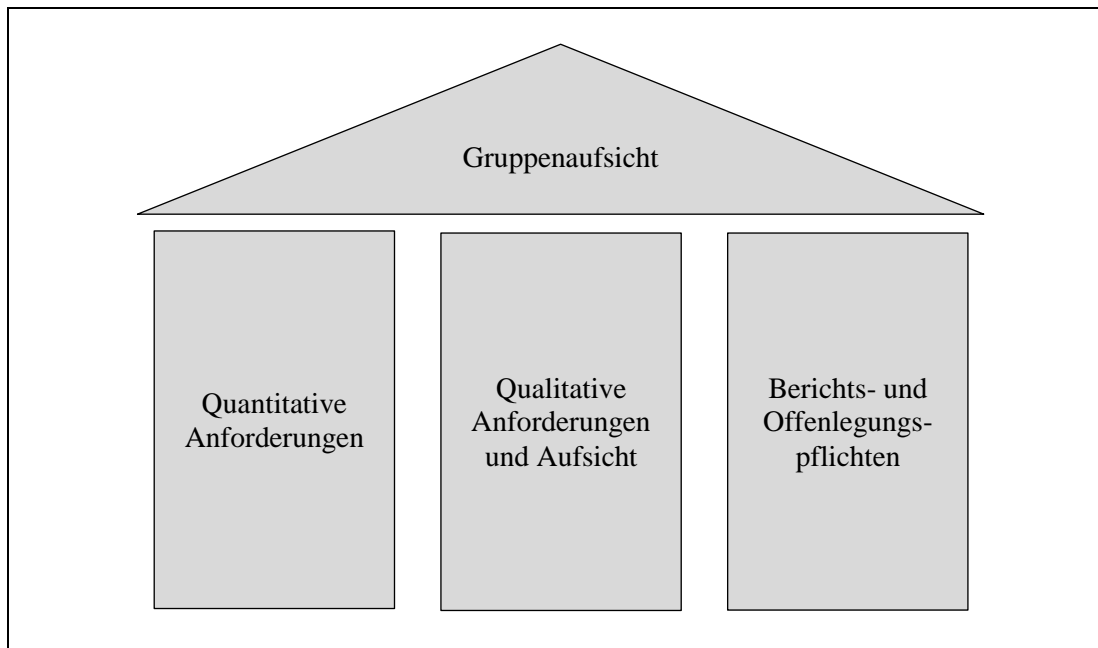 Gruppenaufsicht
Quantitative
Anforderungen
Qualitative
Anforderungen
und Aufsicht
Berichts- und
Offenlegungs-
pflichten